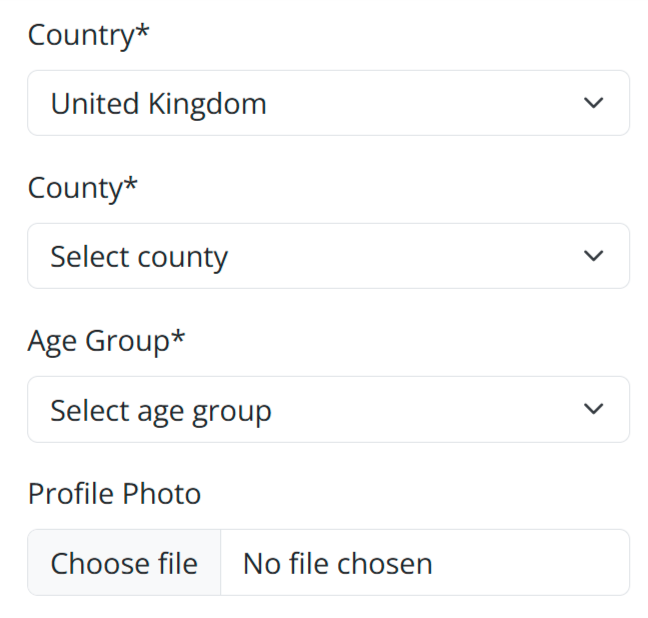 Country*
United Kingdom
County*
Select county
Age Group*
Select age group
Profile Photo
Choose file No file chosen